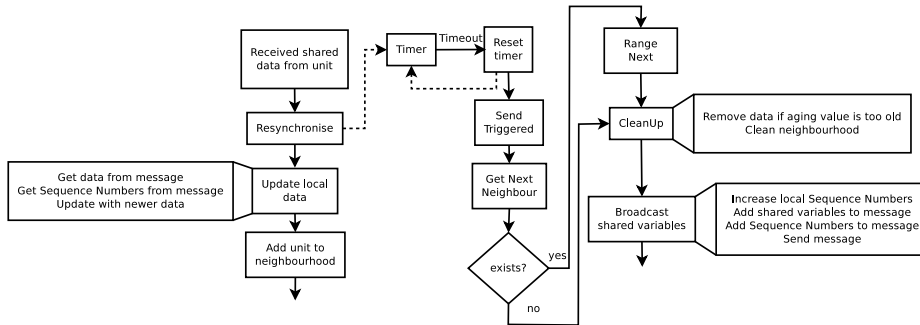 Received shared
data from unit
Resynchronise
Get data from message
Get Sequence Numbers from message
Update with newer data
Update local
data
Add unit to
neighbourhood
Timer
Timeout
Reset
timer
Send
Triggered
Get Next
Neighbour
exists?
yes
no
Range
Next
CleanUp
Remove data if aging value is too old
Clean neighbourhood
Broadcast
shared variables
Increase local Sequence Numbers
Add shared variables to message
Add Sequence Numbers to message
Send message